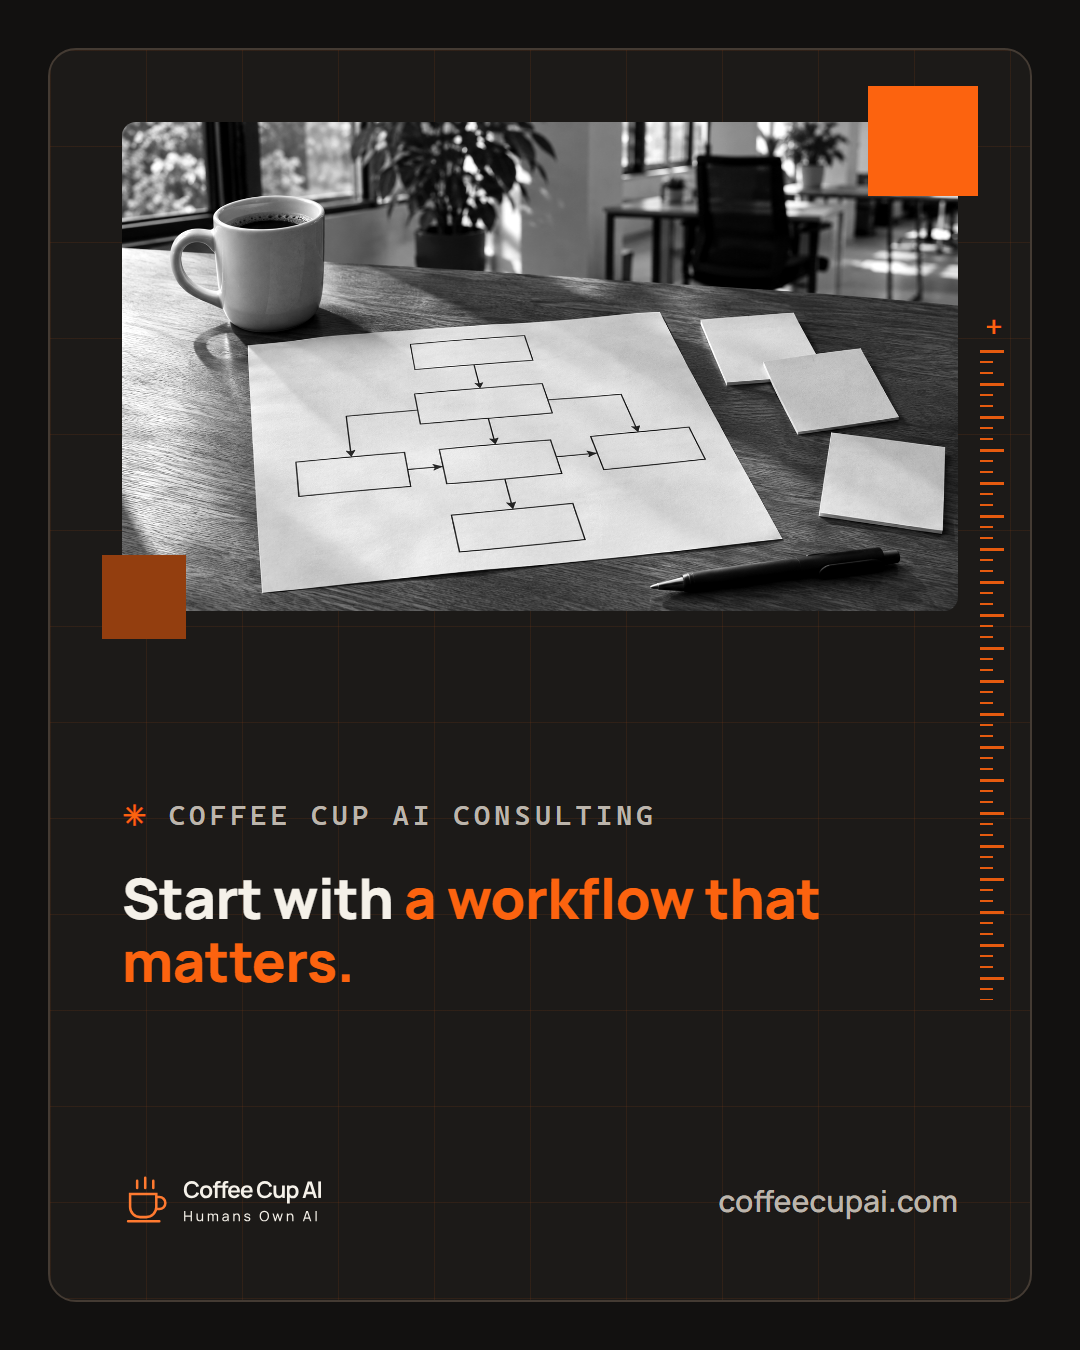 COFFEE CUP AI CONSULTING
Start with a workflow that
matters.
Coffee Cup AI
Humans Own AI
coffeecupai.com